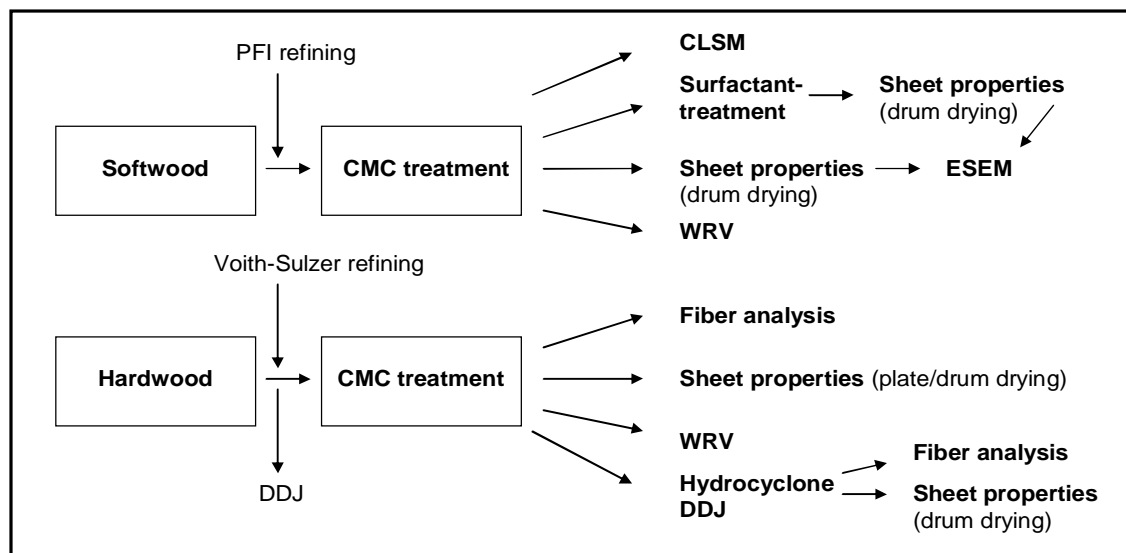 PFI refining
CLSM
Surfactant-
treatment
Sheet properties
(drum drying)
Softwood
CMC treatment
Sheet properties
(drum drying)
ESEM
WRV
Voith-Sulzer refining
Fiber analysis
Hardwood
CMC treatment
Sheet properties (plate/drum drying)
WRV
DDJ
Hydrocyclone
DDJ
Fiber analysis
Sheet properties
(drum drying)